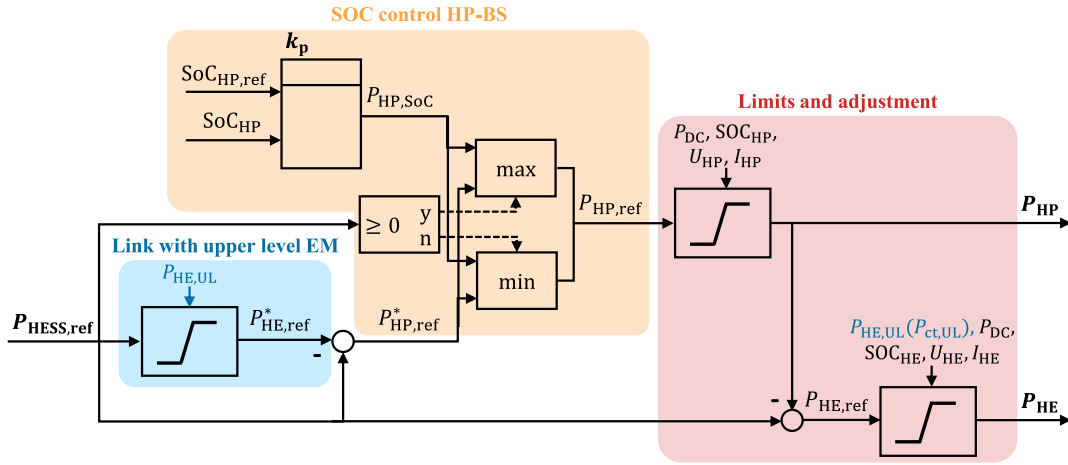 SOC control HP-BS
k_p
SoC_HP,ref
P_HP,SoC
SoC_HP
max
Limits and adjustment
P_DC, SOC_HP,
U_HP, I_HP
≥ 0
y
n
P_HP,ref
P_HP
Link with upper level EM
P_HE,UL
min
P_HESS,ref
P*_HE,ref
-
P*_HP,ref
P_HE,UL(P_ct,UL), P_DC,
SOC_HE, U_HE, I_HE
-
P_HE,ref
P_HE